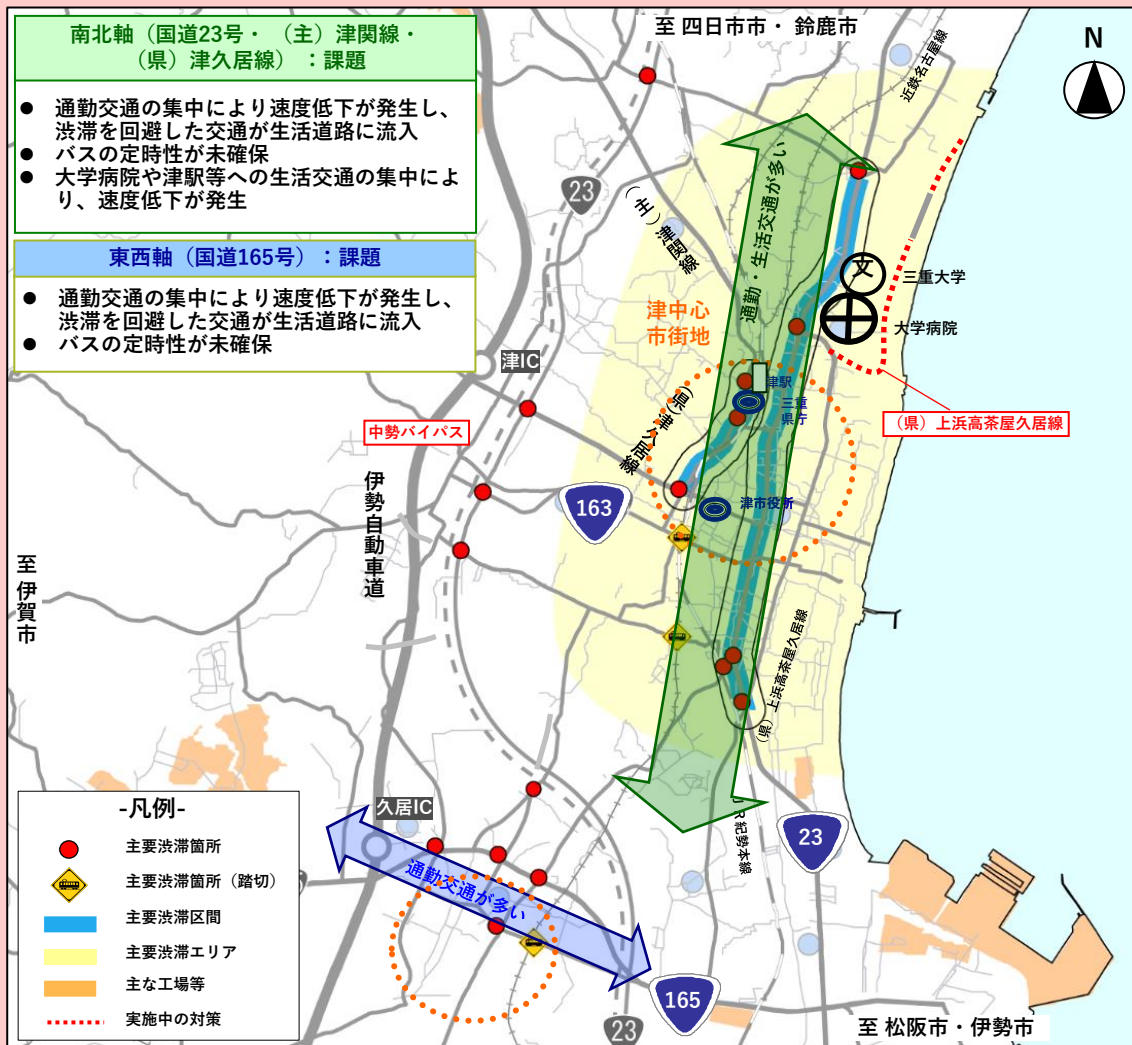 南北軸（国道23号・ （主）津関線・
（県）津久居線）：課題
● 通勤交通の集中により速度低下が発生し、
渋滞を回避した交通が生活道路に流入
● バスの定時性が未確保
● 大学病院や津駅等への生活交通の集中によ
り、速度低下が発生
東西軸（国道165号）：課題
● 通勤交通の集中により速度低下が発生し、
渋滞を回避した交通が生活道路に流入
● バスの定時性が未確保
至 四日市市・ 鈴鹿市
N
近鉄名古屋線
23
（主）津関線
通勤・生活交通が多い
文
三重大学
大学病院
津中心
市街地
津IC
津駅
三重
県庁
（県）津久居線
（県）上浜高茶屋久居線
中勢バイパス
伊勢自動車道
163
津市役所
至 伊賀市
（県）上浜高茶屋久居線
久居IC
JR紀勢本線
23
通勤交通が多い
165
23
至 松阪市・伊勢市
-凡例-
主要渋滞箇所
主要渋滞箇所（踏切）
主要渋滞区間
主要渋滞エリア
主な工場等
実施中の対策